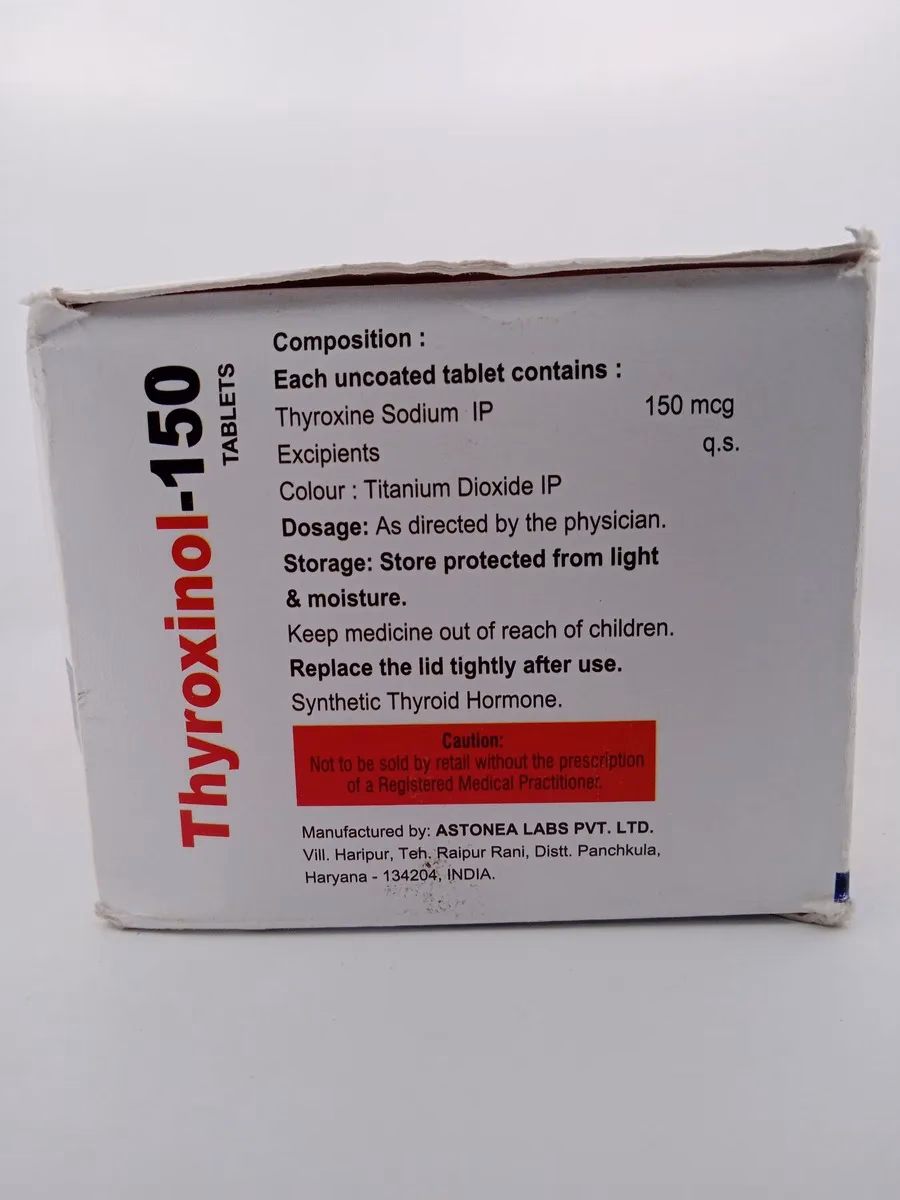 Thyroxinol-150
TABLETS
Composition :
Each uncoated tablet contains :
Thyroxine Sodium IP 150 mcg
Excipients q.s.
Colour : Titanium Dioxide IP
Dosage: As directed by the physician.
Storage: Store protected from light
& moisture.
Keep medicine out of reach of children.
Replace the lid tightly after use.
Synthetic Thyroid Hormone.
Caution:
Not to be sold by retail without the prescription
of a Registered Medical Practitioner.
Manufactured by: ASTONEA LABS PVT. LTD.
Vill. Haripur, Teh. Raipur Rani, Distt. Panchkula,
Haryana - 134204, INDIA.